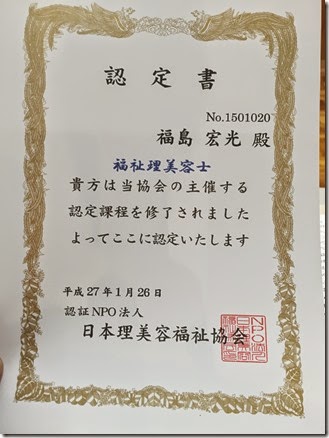 認定書
No.1501020
福島 宏光 殿
福祉理美容士
貴方は当協会の主催する
認定課程を修了されました
よってここに認定いたします
平成27年1月26日
認証NPO法人
日本理美容福祉協会